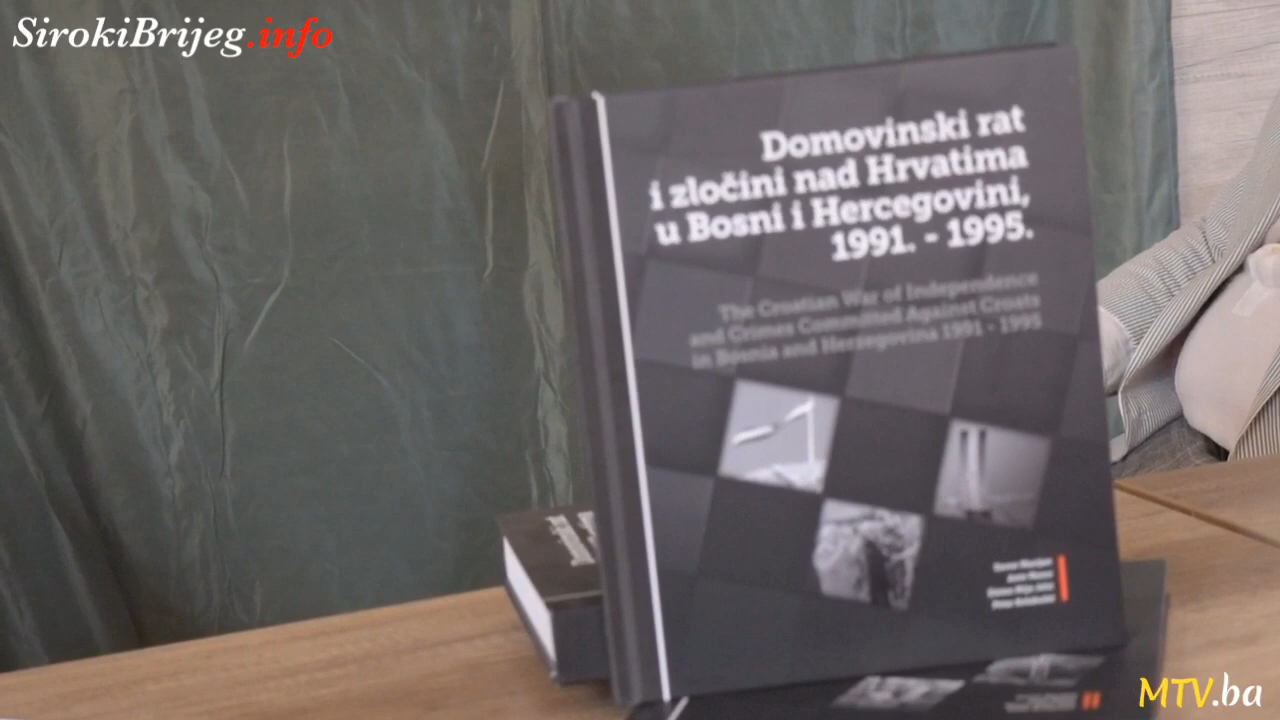 SirokiBrijeg.info
Domovinski rat
i zločini nad Hrvatima
u Bosni i Hercegovini,
1991. - 1995.
The Croatian War of Independence
and Crimes Committed Against Croats
in Bosnia and Herzegovina 1991 - 1995
MTV.ba